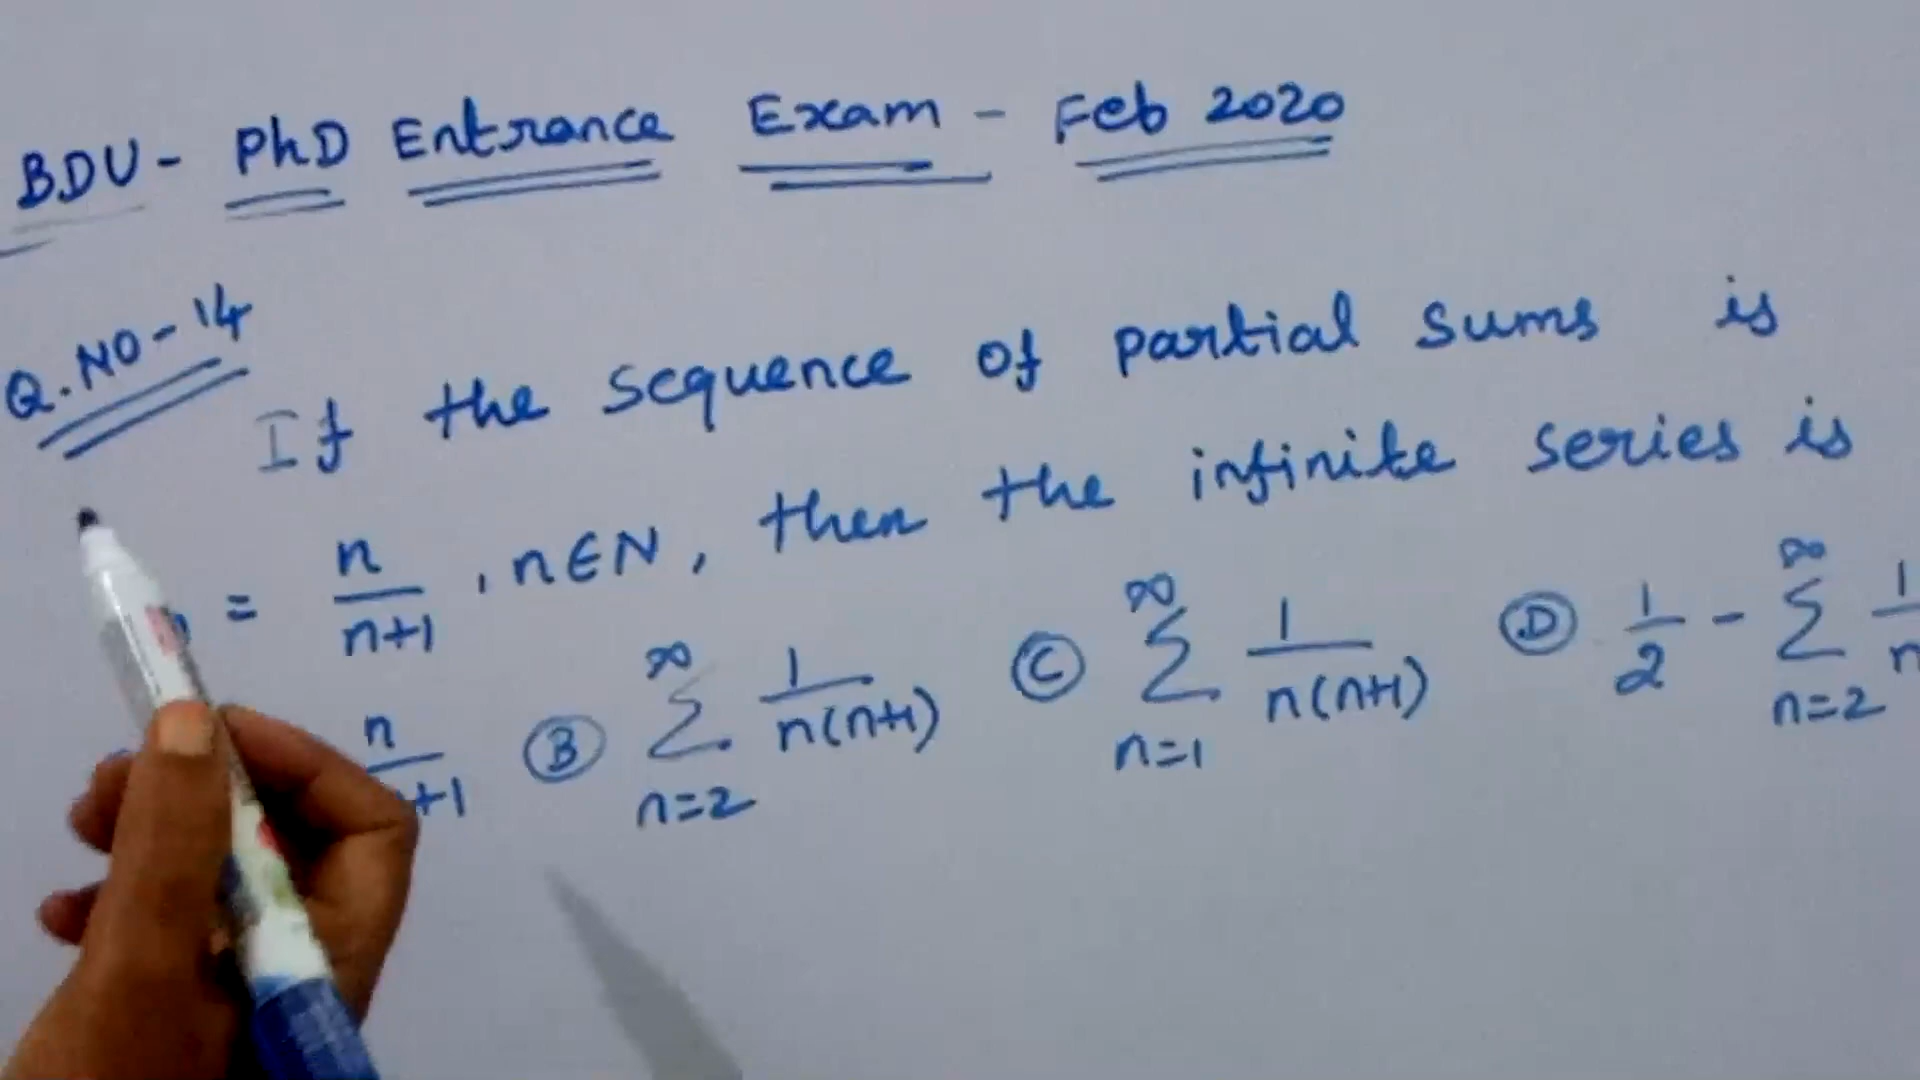 BDU - PhD Entrance Exam - Feb 2020
Q.NO-14
If the sequence of partial sums is
= n/n+1, n∈N, then the infinite series is
n/+1 Ⓑ ∞ Σ n=2 1/n(n+1) Ⓒ ∞ Σ n=1 1/n(n+1) Ⓓ 1/2 - ∞ Σ n=2 1/n